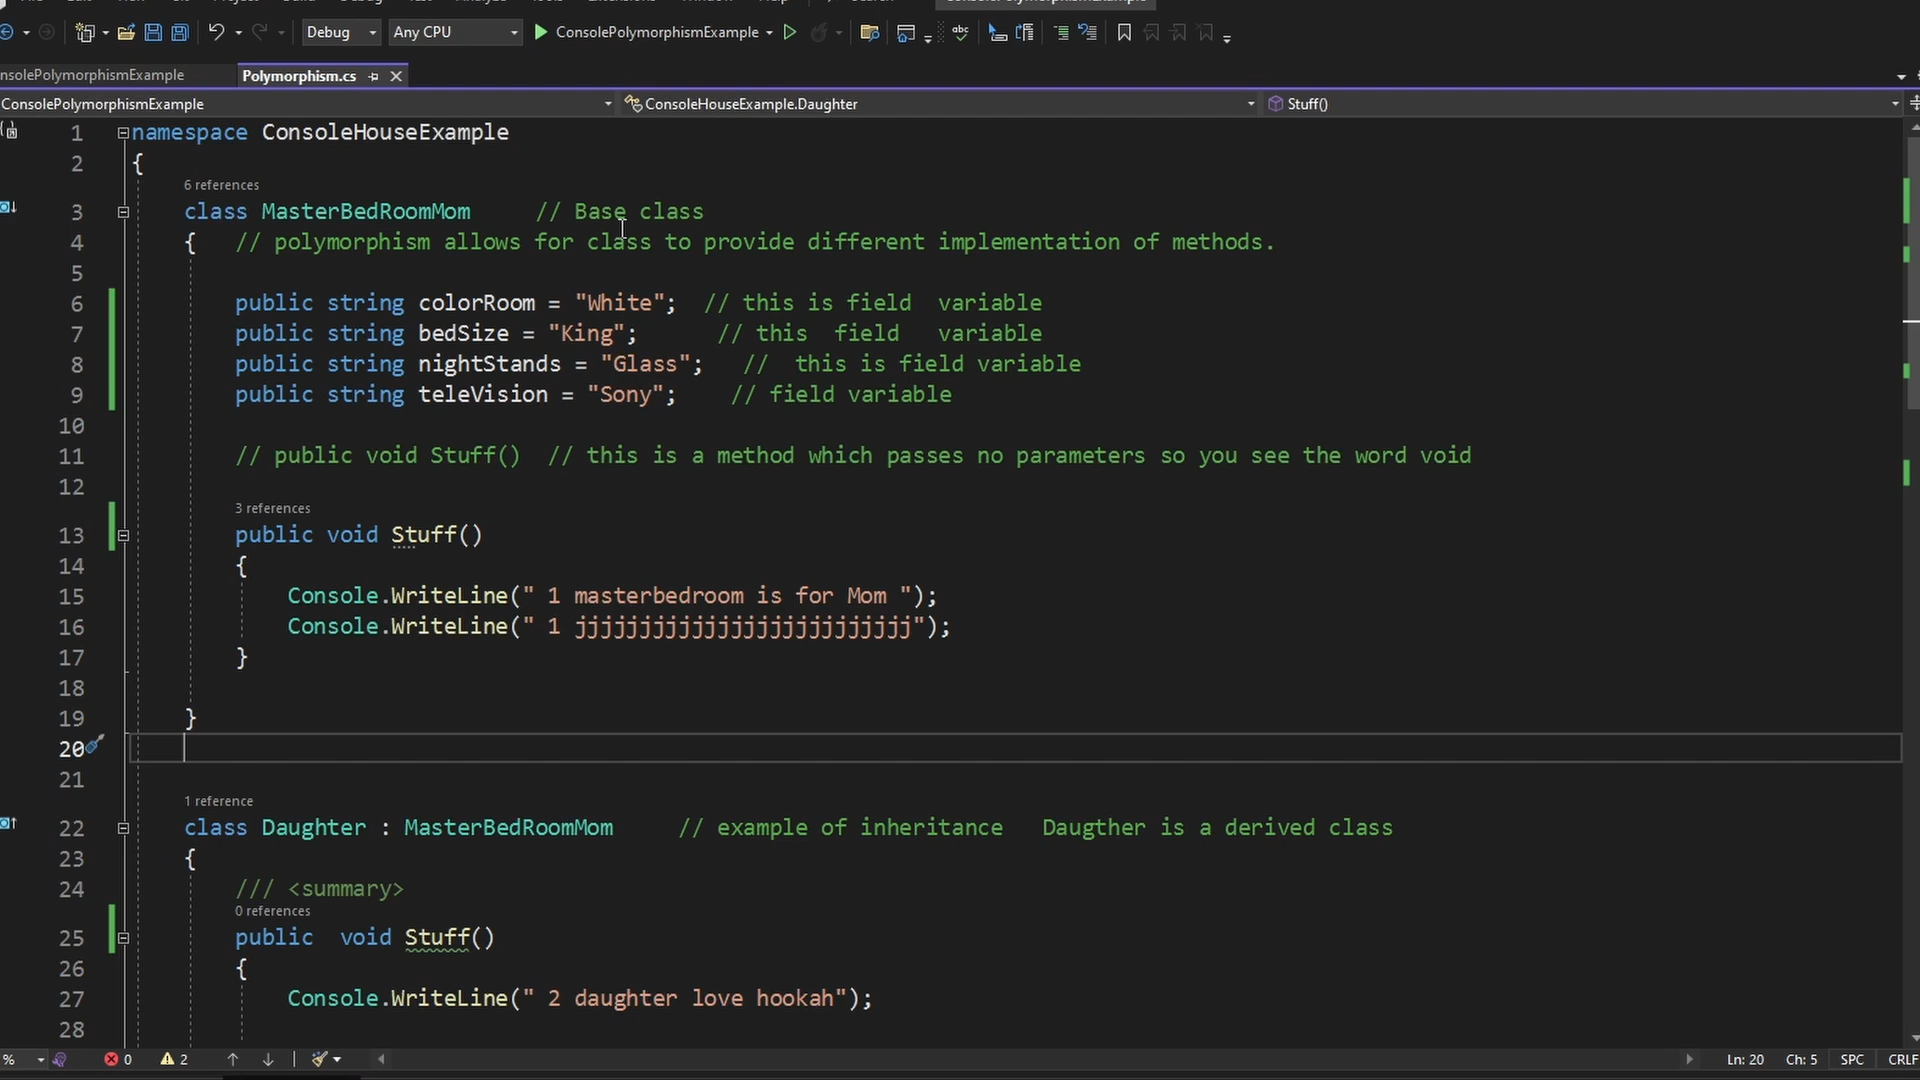 Debug Any CPU ConsolePolymorphismExample
nsolePolymorphismExample Polymorphism.cs
ConsolePolymorphismExample ConsoleHouseExample.Daughter Stuff()
1 namespace ConsoleHouseExample
2 {
6 references
3 class MasterBedRoomMom // Base class
4 { // polymorphism allows for class to provide different implementation of methods.
5
6 public string colorRoom = "White"; // this is field variable
7 public string bedSize = "King"; // this field variable
8 public string nightStands = "Glass"; // this is field variable
9 public string teleVision = "Sony"; // field variable
10
11 // public void Stuff() // this is a method which passes no parameters so you see the word void
12
3 references
13 public void Stuff()
14 {
15 Console.WriteLine(" 1 masterbedroom is for Mom ");
16 Console.WriteLine(" 1 jjjjjjjjjjjjjjjjjjjjjjjjjj");
17 }
18
19 }
20
21
1 reference
22 class Daughter : MasterBedRoomMom // example of inheritance Daugther is a derived class
23 {
24 /// <summary>
0 references
25 public void Stuff()
26 {
27 Console.WriteLine(" 2 daughter love hookah");
28
% 0 2 Ln: 20 Ch: 5 SPC CRLF